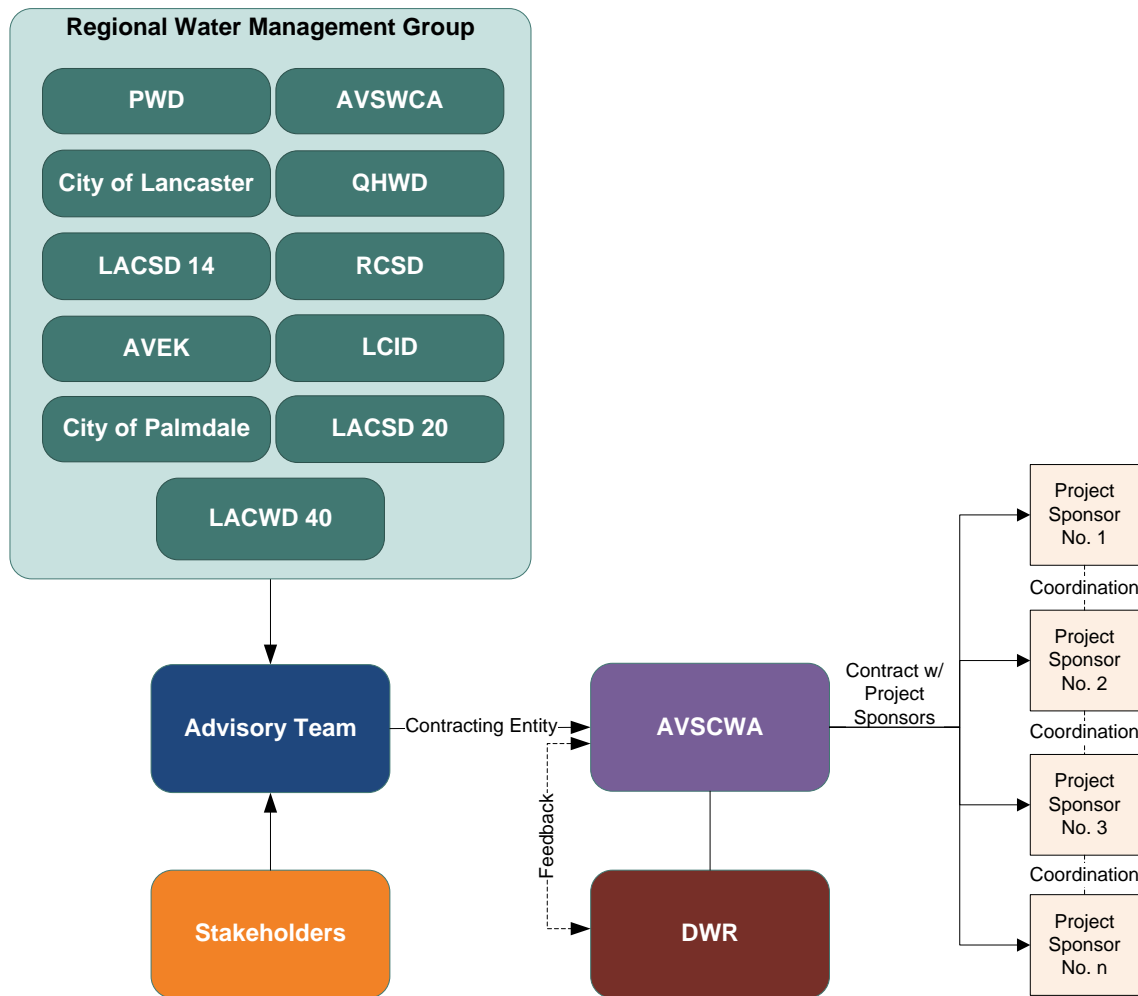 Regional Water Management Group
PWD
AVSWCA
City of Lancaster
QHWD
LACSD 14
RCSD
AVEK
LCID
City of Palmdale
LACSD 20
LACWD 40
Advisory Team
Contracting Entity
AVSCWA
Contract w/
Project
Sponsors
Feedback
Stakeholders
DWR
Project
Sponsor
No. 1
Coordination
Project
Sponsor
No. 2
Coordination
Project
Sponsor
No. 3
Coordination
Project
Sponsor
No. n